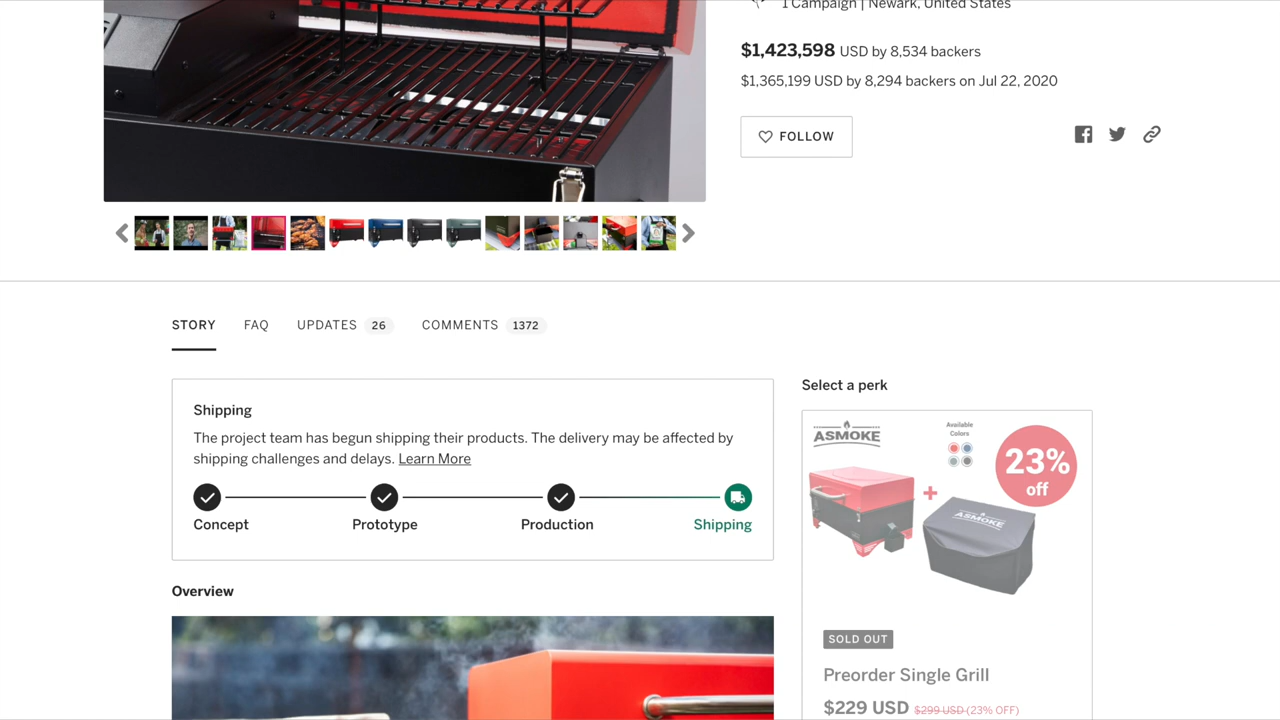 1 Campaign | Newark, United States
$1,423,598 USD by 8,534 backers
$1,365,199 USD by 8,294 backers on Jul 22, 2020
FOLLOW
STORY FAQ UPDATES 26 COMMENTS 1372
Shipping
The project team has begun shipping their products. The delivery may be affected by
shipping challenges and delays. Learn More
Concept Prototype Production Shipping
Overview
Select a perk
ASMOKE
Available
Colors
23%
off
+
ASMOKE
SOLD OUT
Preorder Single Grill
$229 USD $299 USD (23% OFF)